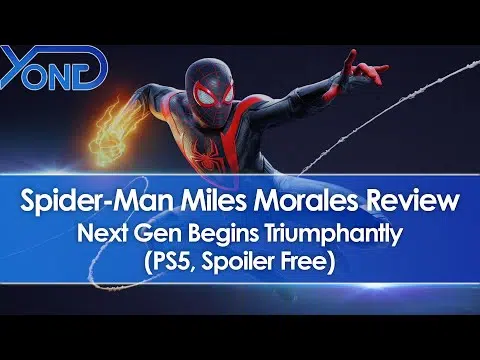 YONG
Spider-Man Miles Morales Review
Next Gen Begins Triumphantly
(PS5, Spoiler Free)